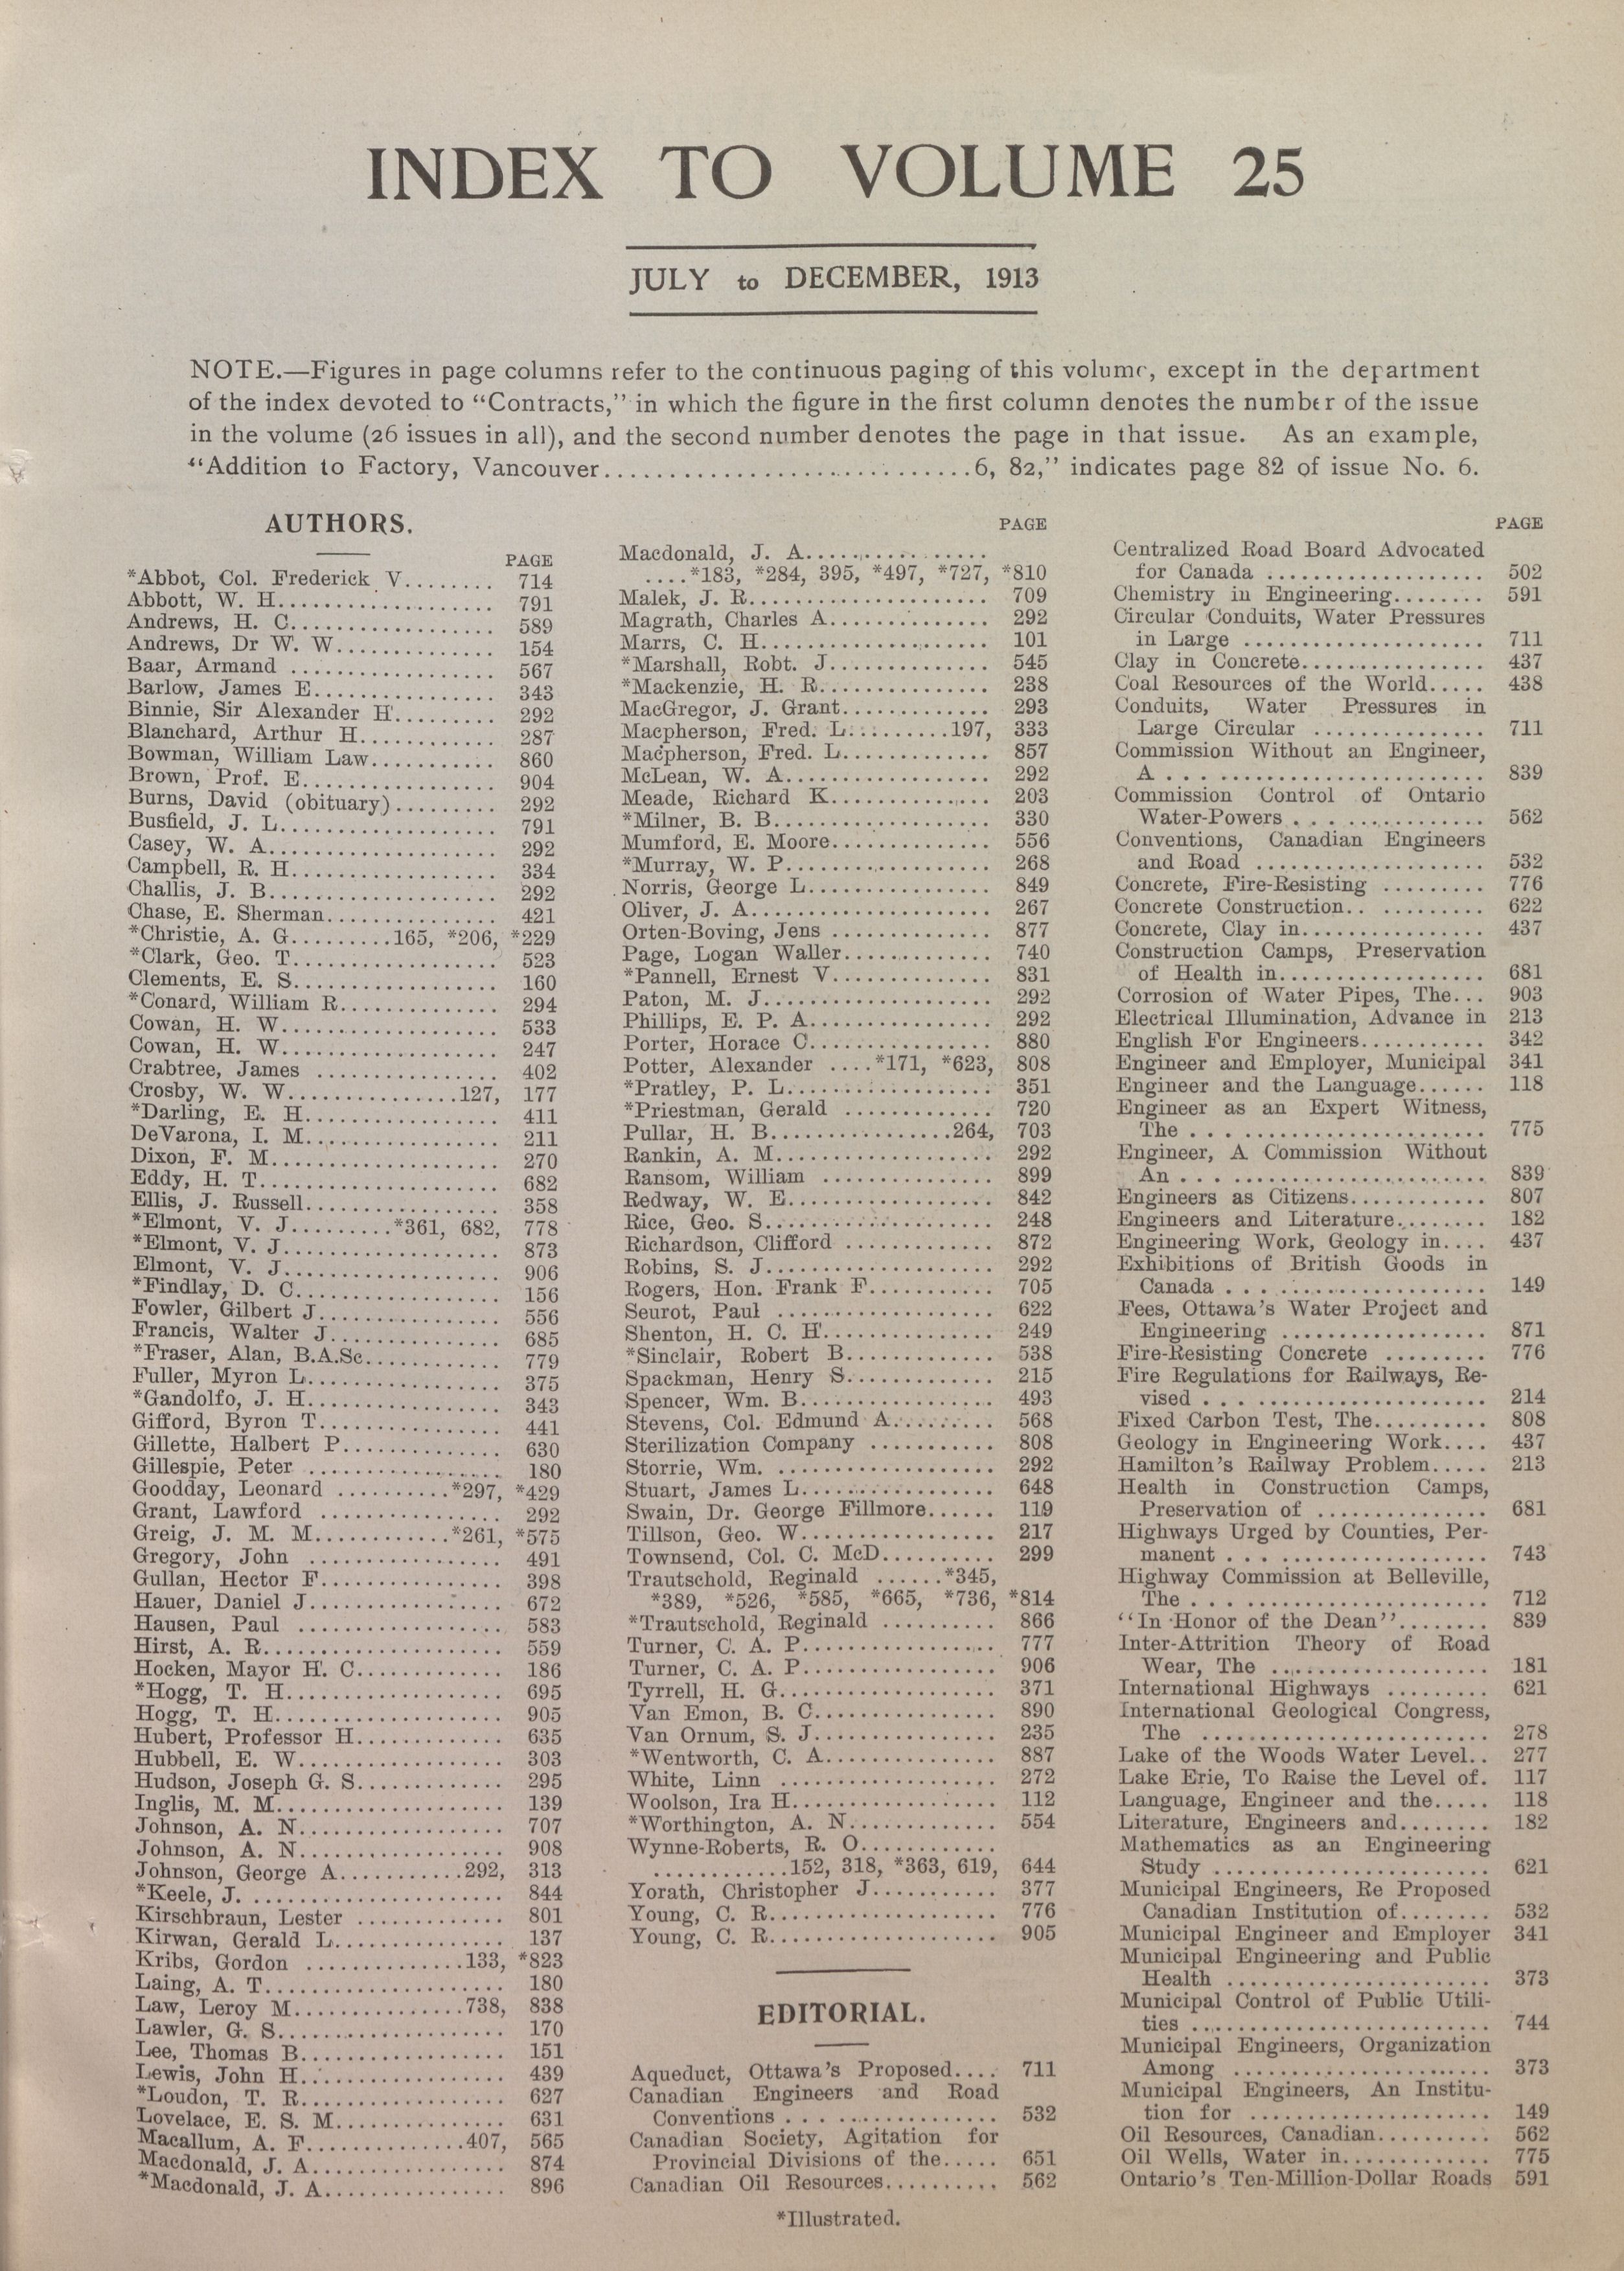 INDEX TO VOLUME 25
JULY to DECEMBER, 1913
NOTE.—Figures in page columns refer to the continuous paging of this volume, except in the department
of the index devoted to “Contracts,” in which the figure in the first column denotes the number of the issue
in the volume (26 issues in all), and the second number denotes the page in that issue. As an example,
“Addition to Factory, Vancouver............................6, 82,” indicates page 82 of issue No. 6.
AUTHORS.
PAGE
*Abbot, Col. Frederick V........ 714
Abbott, W. H.................... 791
Andrews, H. C.................. 589
Andrews, Dr W. W.............. 154
Baar, Armand .................. 567
Barlow, James E................ 343
Binnie, Sir Alexander H......... 292
Blanchard, Arthur H............ 287
Bowman, William Law........... 860
Brown, Prof. E.................. 904
Burns, David (obituary)......... 292
Busfield, J. L.................... 791
Casey, W. A..................... 292
Campbell, R. H.................. 334
Challis, J. B..................... 292
Chase, E. Sherman............... 421
*Christie, A. G.........165, *206, *229
*Clark, Geo. T................... 523
Clements, E. S................... 160
*Conard, William R.............. 294
Cowan, H. W.................... 533
Cowan, H. W.................... 247
Crabtree, James ................ 402
Crosby, W. W...............127, 177
*Darling, E. H.................. 411
DeVarona, I. M................. 211
Dixon, F. M.................... 270
Eddy, H. T..................... 682
Ellis, J. Russell................. 358
*Elmont, V. J.........*361, 682, 778
*Elmont, V. J................... 873
Elmont, V. J................... 906
*Findlay, D. C.................. 156
Fowler, Gilbert J................ 556
Francis, Walter J............... 685
*Fraser, Alan, B.A.Sc............ 779
Fuller, Myron L................. 375
*Gandolfo, J. H................. 343
Gifford, Byron T................ 441
Gillette, Halbert P.............. 630
Gillespie, Peter ................. 180
Goodday, Leonard ..........*297, *429
Grant, Lawford ................ 292
Greig, J. M. M............*261, *575
Gregory, John ................. 491
Gullan, Hector F................ 398
Hauer, Daniel J................. 672
Hausen, Paul .................. 583
Hirst, A. R..................... 559
Hocken, Mayor H. C............. 186
*Hogg, T. H.................... 695
Hogg, T. H..................... 905
Hubert, Professor H............. 635
Hubbell, E. W.................. 303
Hudson, Joseph G. S............. 295
Inglis, M. M.................... 139
Johnson, A. N.................. 707
Johnson, A. N.................. 908
Johnson, George A...........292, 313
*Keele, J. ...................... 844
Kirschbraun, Lester ............. 801
Kirwan, Gerald L............... 137
Kribs, Gordon ..............133, *823
Laing, A. T..................... 180
Law, Leroy M...............738, 838
Lawler, G. S.................... 170
Lee, Thomas B.................. 151
Lewis, John H.................. 439
*Loudon, T. R.................. 627
Lovelace, E. S. M............... 631
Macallum, A. F..............407, 565
Macdonald, J. A................. 874
*Macdonald, J. A................ 896
PAGE
Macdonald, J. A..................
....*183, *284, 395, *497, *727, *810
Malek, J. R..................... 709
Magrath, Charles A.............. 292
Marrs, C. H.................... 101
*Marshall, Robt. J.............. 545
*Mackenzie, H. R............... 238
MacGregor, J. Grant............. 293
Macpherson, Fred. L.........197, 333
Macpherson, Fred. L............. 857
McLean, W. A.................. 292
Meade, Richard K............... 203
*Milner, B. B................... 330
Mumford, E. Moore.............. 556
*Murray, W. P.................. 268
Norris, George L................ 849
Oliver, J. A..................... 267
Orten-Boving, Jens .............. 877
Page, Logan Waller.............. 740
*Pannell, Ernest V............... 831
Paton, M. J..................... 292
Phillips, E. P. A................ 292
Porter, Horace C................ 880
Potter, Alexander ....*171, *623, 808
*Pratley, P. L................... 351
*Priestman, Gerald ............. 720
Pullar, H. B................264, 703
Rankin, A. M................... 292
Ransom, William ............... 899
Redway, W. E.................. 842
Rice, Geo. S.................... 248
Richardson, Clifford ............. 872
Robins, S. J.................... 292
Rogers, Hon. Frank F........... 705
Seurot, Paul ................... 622
Shenton, H. C. H............... 249
*Sinclair, Robert B............. 538
Spackman, Henry S............. 215
Spencer, Wm. B................. 493
Stevens, Col. Edmund A......... 568
Sterilization Company ........... 808
Storrie, Wm. ................... 292
Stuart, James L................. 648
Swain, Dr. George Fillmore...... 119
Tillson, Geo. W................. 217
Townsend, Col. C. McD.......... 299
Trautschold, Reginald ......*345,
*389, *526, *585, *665, *736, *814
*Trautschold, Reginald .......... 866
Turner, C. A. P................. 777
Turner, C. A. P................. 906
Tyrrell, H. G................... 371
Van Emon, B. C................ 890
Van Ornum, S. J................ 235
*Wentworth, C. A............... 887
White, Linn ................... 272
Woolson, Ira H.................. 112
*Worthington, A. N............. 554
Wynne-Roberts, R. O............
............152, 318, *363, 619, 644
Yorath, Christopher J........... 377
Young, C. R.................... 776
Young, C. R.................... 905
EDITORIAL.
Aqueduct, Ottawa's Proposed.... 711
Canadian Engineers and Road
Conventions . . . ............... 532
Canadian Society, Agitation for
Provincial Divisions of the..... 651
Canadian Oil Resources.......... 562
PAGE
Centralized Road Board Advocated
for Canada ................... 502
Chemistry in Engineering........ 591
Circular Conduits, Water Pressures
in Large ...................... 711
Clay in Concrete................ 437
Coal Resources of the World..... 438
Conduits, Water Pressures in
Large Circular ............... 711
Commission Without an Engineer,
A . . . ........................ 839
Commission Control of Ontario
Water-Powers . . . ............. 562
Conventions, Canadian Engineers
and Road ..................... 532
Concrete, Fire-Resisting ......... 776
Concrete Construction.. ......... 622
Concrete, Clay in................ 437
Construction Camps, Preservation
of Health in................... 681
Corrosion of Water Pipes, The... 903
Electrical Illumination, Advance in 213
English For Engineers........... 342
Engineer and Employer, Municipal 341
Engineer and the Language...... 118
Engineer as an Expert Witness,
The . . . ...................... 775
Engineer, A Commission Without
An . . . ....................... 839
Engineers as Citizens............ 807
Engineers and Literature........ 182
Engineering Work, Geology in.... 437
Exhibitions of British Goods in
Canada . . . ................... 149
Fees, Ottawa's Water Project and
Engineering .................. 871
Fire-Resisting Concrete ......... 776
Fire Regulations for Railways, Re-
vised . . . ..................... 214
Fixed Carbon Test, The.......... 808
Geology in Engineering Work.... 437
Hamilton's Railway Problem..... 213
Health in Construction Camps,
Preservation of ............... 681
Highways Urged by Counties, Per-
manent . . . ................... 743
Highway Commission at Belleville,
The . . . ...................... 712
“In Honor of the Dean”........ 839
Inter-Attrition Theory of Road
Wear, The ................... 181
International Highways ......... 621
International Geological Congress,
The ......................... 278
Lake of the Woods Water Level.. 277
Lake Erie, To Raise the Level of. 117
Language, Engineer and the..... 118
Literature, Engineers and........ 182
Mathematics as an Engineering
Study ........................ 621
Municipal Engineers, Re Proposed
Canadian Institution of........ 532
Municipal Engineer and Employer 341
Municipal Engineering and Public
Health ....................... 373
Municipal Control of Public Utili-
ties .......................... 744
Municipal Engineers, Organization
Among ....................... 373
Municipal Engineers, An Institu-
tion for ..................... 149
Oil Resources, Canadian.......... 562
Oil Wells, Water in............. 775
Ontario's Ten-Million-Dollar Roads 591
*Illustrated.